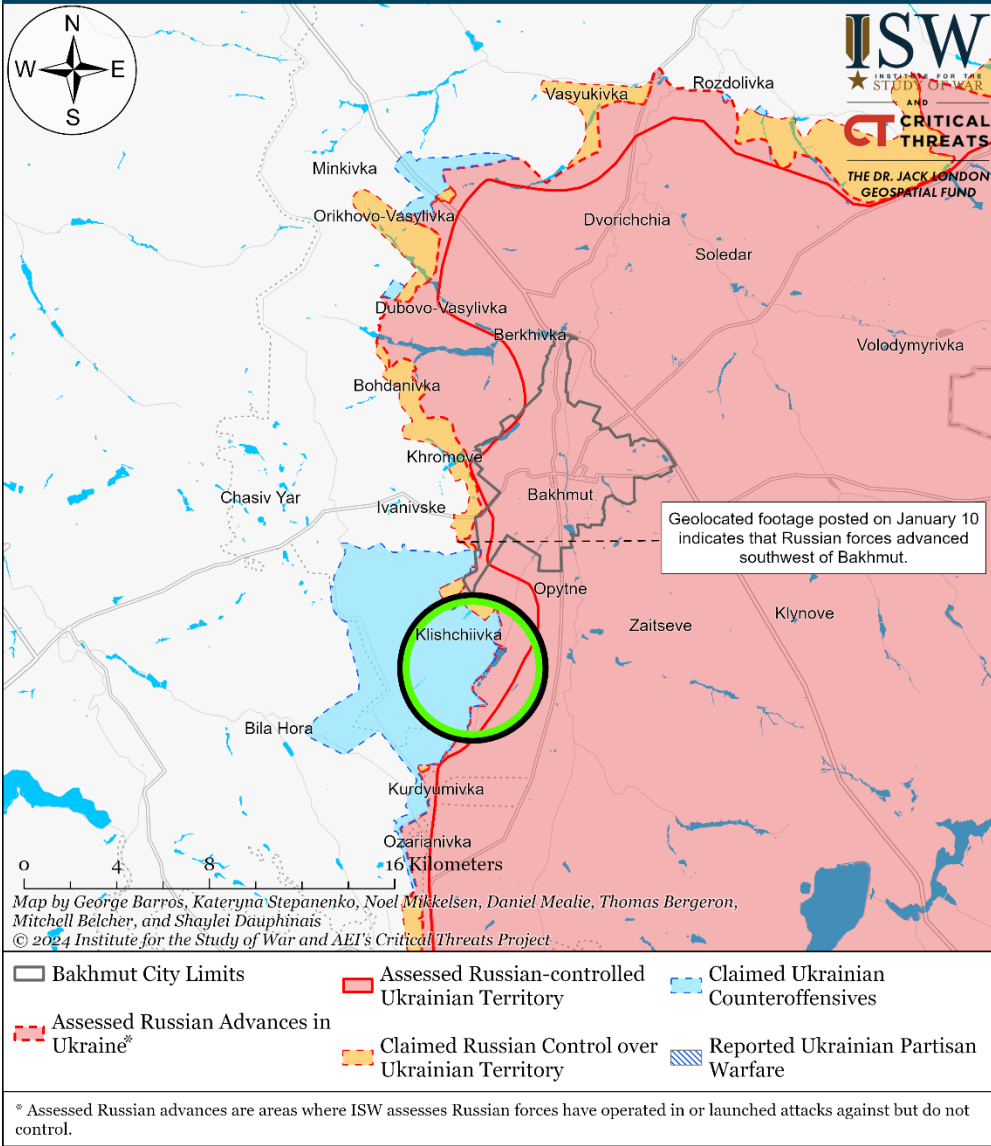 N
W E
S
ISW
INSTITUTE FOR THE
STUDY OF WAR
AND
CT CRITICAL
THREATS
THE DR. JACK LONDON
GEOSPATIAL FUND
Vasyukivka
Rozdolivka
Minkivka
Orikhovo-Vasylivka
Dvorichchia
Soledar
Dubovo-Vasylivka
Berkhivka
Volodymyrivka
Bohdanivka
Khromove
Chasiv Yar
Bakhmut
Ivanivske
Geolocated footage posted on January 10
indicates that Russian forces advanced
southwest of Bakhmut.
Opytne
Klishchiivka
Zaitseve
Klynove
Bila Hora
Kurdyumivka
Ozarianivka
0 4 8 16 Kilometers
Map by George Barros, Kateryna Stepanenko, Noel Mikkelsen, Daniel Mealie, Thomas Bergeron,
Mitchell Belcher, and Shaylei Dauphinais
© 2024 Institute for the Study of War and AEI's Critical Threats Project
Bakhmut City Limits
Assessed Russian Advances in
Ukraine*
Assessed Russian-controlled
Ukrainian Territory
Claimed Russian Control over
Ukrainian Territory
Claimed Ukrainian
Counteroffensives
Reported Ukrainian Partisan
Warfare
* Assessed Russian advances are areas where ISW assesses Russian forces have operated in or launched attacks against but do not
control.